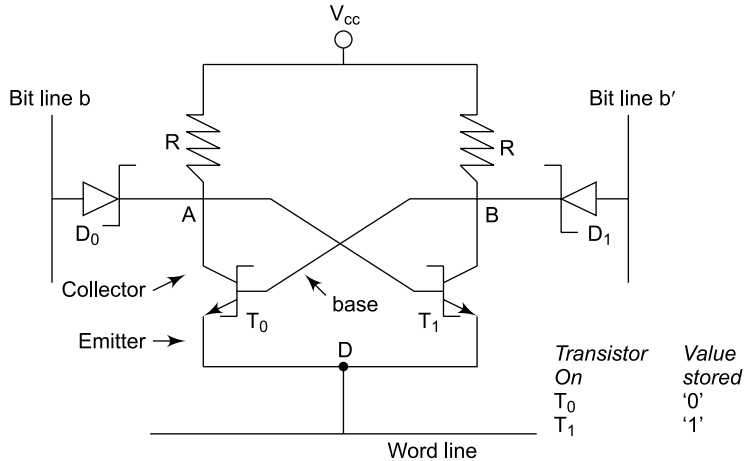 Vcc
Bit line b
Bit line b′
R
R
A
B
D0
D1
Collector
base
T0
T1
Emitter
D
Transistor Value
On stored
T0 ‘0’
T1 ‘1’
Word line